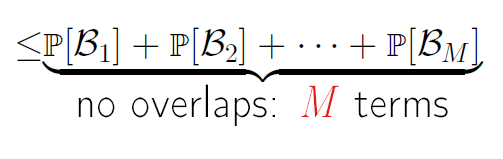 ≤ℙ[ℬ₁] + ℙ[ℬ₂] + ⋯ + ℙ[ℬ_M]
no overlaps: M terms